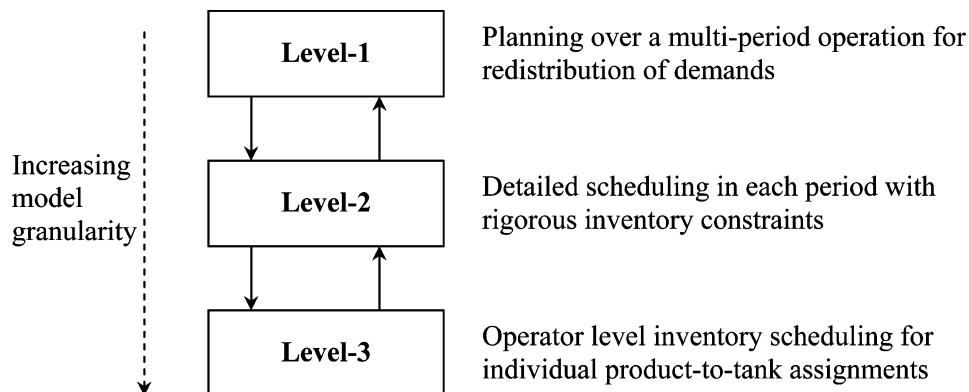 Level-1
Planning over a multi-period operation for
redistribution of demands
Increasing
model
granularity
Level-2
Detailed scheduling in each period with
rigorous inventory constraints
Level-3
Operator level inventory scheduling for
individual product-to-tank assignments